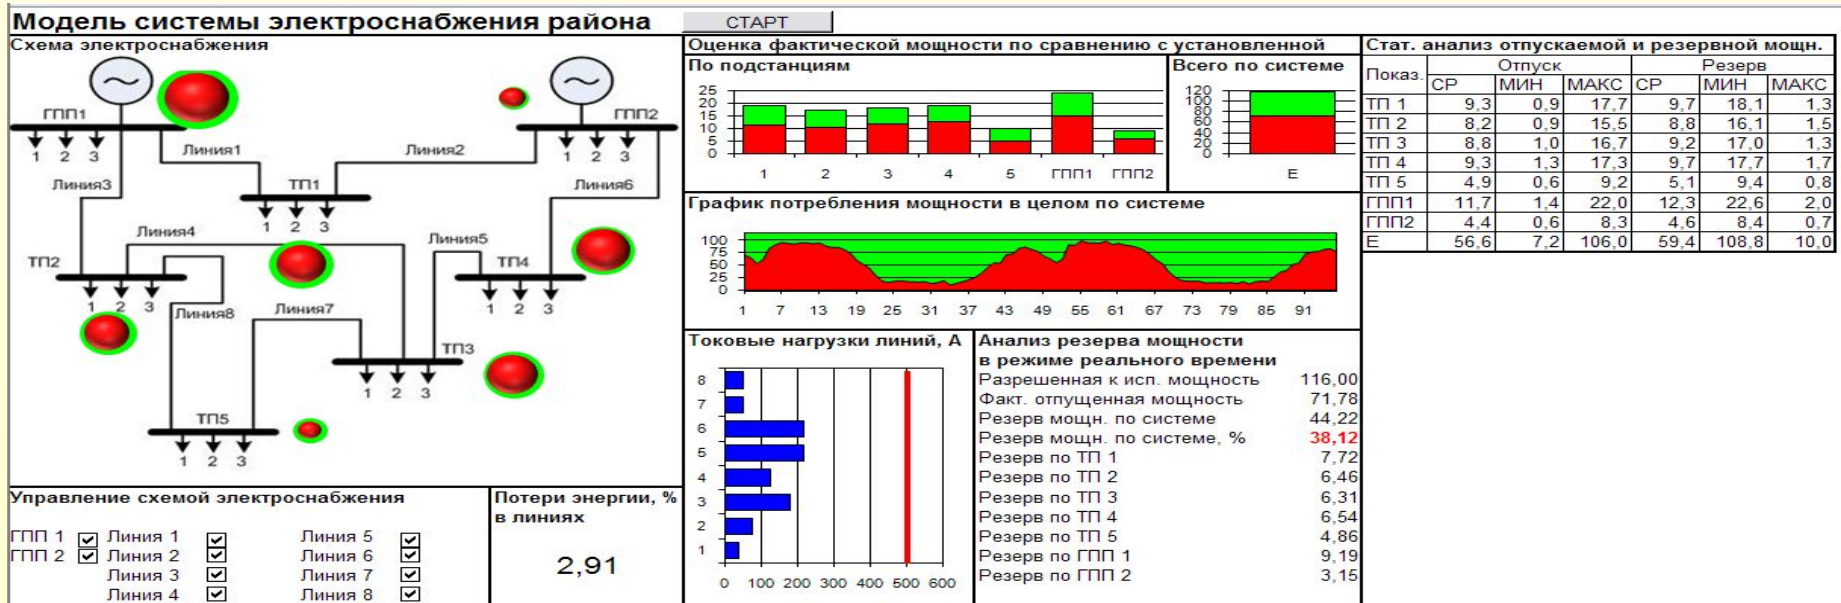 Модель системы электроснабжения района
СТАРТ
Схема электроснабжения
ГПП1
ГПП2
1 2 3
1 2 3
Линия1
Линия2
Линия3
ТП1
Линия6
1 2 3
Линия4
Линия5
ТП2
ТП4
1 2 3
1 2 3
Линия8
Линия7
ТП3
1 2 3
ТП5
1 2 3
Управление схемой электроснабжения
ГПП 1 Линия 1 Линия 5
ГПП 2 Линия 2 Линия 6
Линия 3 Линия 7
Линия 4 Линия 8
Потери энергии, %
в линиях
2,91
Оценка фактической мощности по сравнению с установленной
По подстанциям
25
20
15
10
5
0
1 2 3 4 5 ГПП1 ГПП2
Всего по системе
120
100
80
60
40
20
0
Е
График потребления мощности в целом по системе
100
75
50
25
0
1 7 13 19 25 31 37 43 49 55 61 67 73 79 85 91
Токовые нагрузки линий, А
8
7
6
5
4
3
2
1
0 100 200 300 400 500 600
Анализ резерва мощности
в режиме реального времени
Разрешенная к исп. мощность 116,00
Факт. отпущенная мощность 71,78
Резерв мощн. по системе 44,22
Резерв мощн. по системе, % 38,12
Резерв по ТП 1 7,72
Резерв по ТП 2 6,46
Резерв по ТП 3 6,31
Резерв по ТП 4 6,54
Резерв по ТП 5 4,86
Резерв по ГПП 1 9,19
Резерв по ГПП 2 3,15
Стат. анализ отпускаемой и резервной мощн.
Показ. Отпуск Резерв
СР МИН МАКС СР МИН МАКС
ТП 1 9,3 0,9 17,7 9,7 18,1 1,3
ТП 2 8,2 0,9 15,5 8,8 16,1 1,5
ТП 3 8,8 1,0 16,7 9,2 17,0 1,3
ТП 4 9,3 1,3 17,3 9,7 17,7 1,7
ТП 5 4,9 0,6 9,2 5,1 9,4 0,8
ГПП1 11,7 1,4 22,0 12,3 22,6 2,0
ГПП2 4,4 0,6 8,3 4,6 8,4 0,7
Е 56,6 7,2 106,0 59,4 108,8 10,0